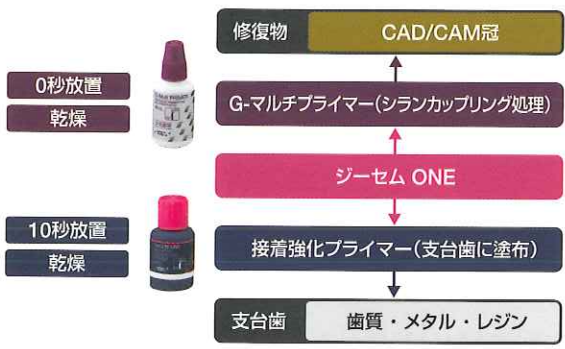 修復物 CAD/CAM冠
0秒放置
乾燥
G-マルチプライマー(シランカップリング処理)
ジーセム ONE
10秒放置
乾燥
接着強化プライマー(支台歯に塗布)
支台歯 歯質・メタル・レジン